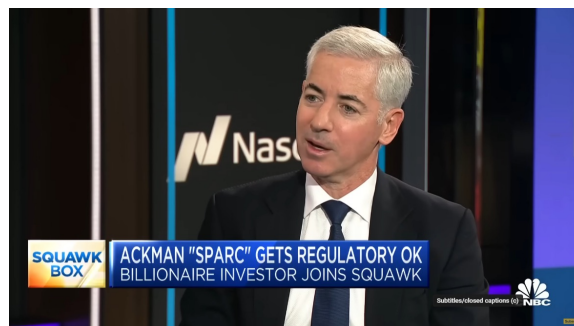 Nas
SQUAWK
BOX
ACKMAN "SPARC" GETS REGULATORY OK
BILLIONAIRE INVESTOR JOINS SQUAWK
Subtitles/closed captions (c)
NBC